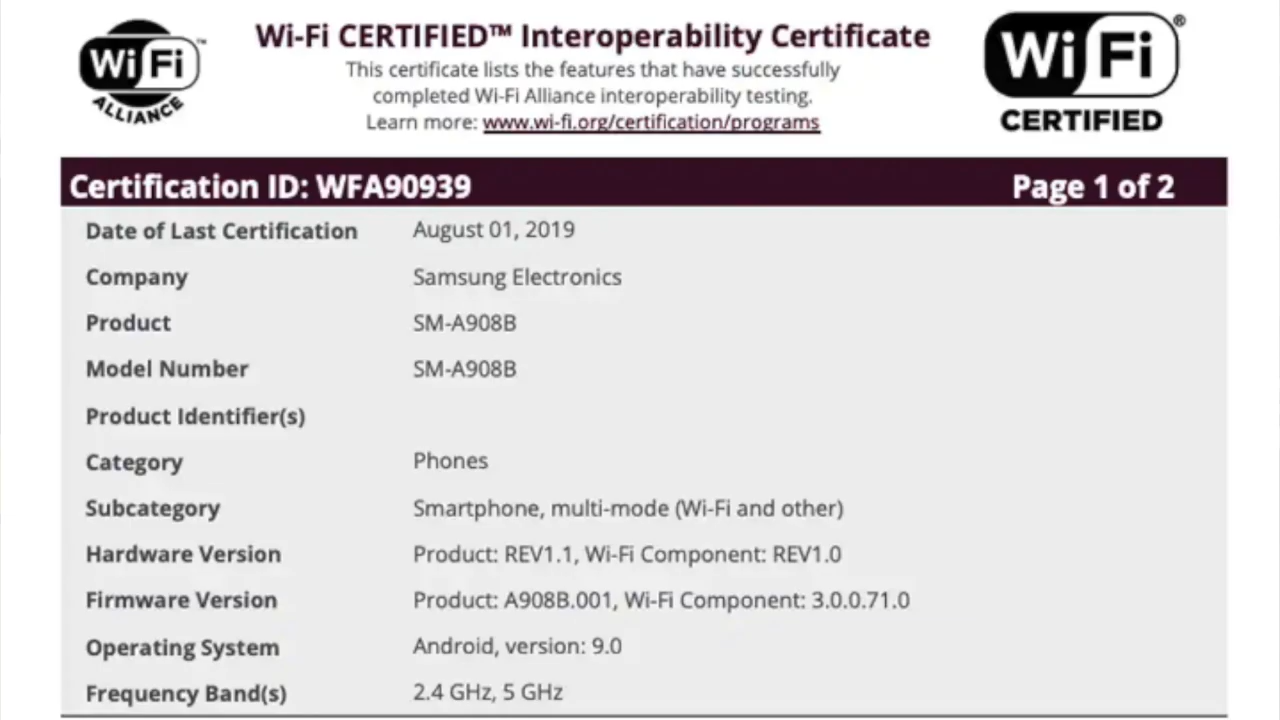 Wi Fi ™
ALLIANCE
Wi-Fi CERTIFIED™ Interoperability Certificate
This certificate lists the features that have successfully
completed Wi-Fi Alliance interoperability testing.
Learn more: www.wi-fi.org/certification/programs
Wi Fi ®
CERTIFIED
Certification ID: WFA90939 Page 1 of 2
Date of Last Certification August 01, 2019
Company Samsung Electronics
Product SM-A908B
Model Number SM-A908B
Product Identifier(s)
Category Phones
Subcategory Smartphone, multi-mode (Wi-Fi and other)
Hardware Version Product: REV1.1, Wi-Fi Component: REV1.0
Firmware Version Product: A908B.001, Wi-Fi Component: 3.0.0.71.0
Operating System Android, version: 9.0
Frequency Band(s) 2.4 GHz, 5 GHz